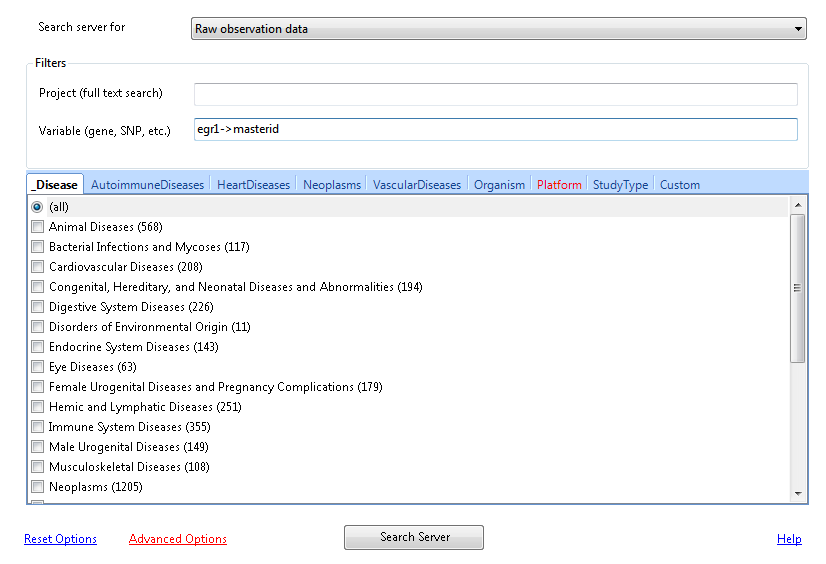 Search server for Raw observation data
Filters
Project (full text search)
Variable (gene, SNP, etc.) egr1->masterid
_Disease AutoimmuneDiseases HeartDiseases Neoplasms VascularDiseases Organism Platform StudyType Custom
(all)
Animal Diseases (568)
Bacterial Infections and Mycoses (117)
Cardiovascular Diseases (208)
Congenital, Hereditary, and Neonatal Diseases and Abnormalities (194)
Digestive System Diseases (226)
Disorders of Environmental Origin (11)
Endocrine System Diseases (143)
Eye Diseases (63)
Female Urogenital Diseases and Pregnancy Complications (179)
Hemic and Lymphatic Diseases (251)
Immune System Diseases (355)
Male Urogenital Diseases (149)
Musculoskeletal Diseases (108)
Neoplasms (1205)
Reset Options Advanced Options Search Server Help